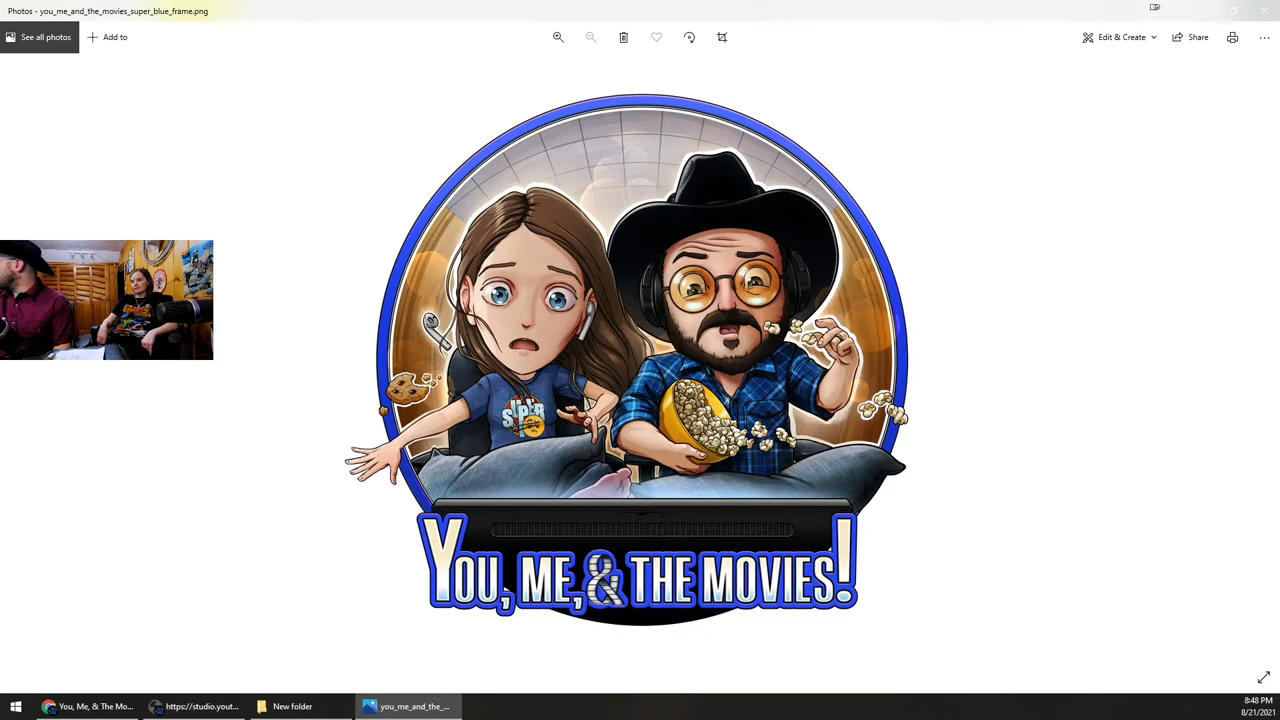 Photos - you_me_and_the_movies_super_blue_frame.png
See all photos
Add to
Edit & Create
Share
SUPER
YOU, ME, & THE MOVIES!
You, Me, & The Mo...
https://studio.yout...
New folder
you_me_and_the_...
8:48 PM
8/21/2021